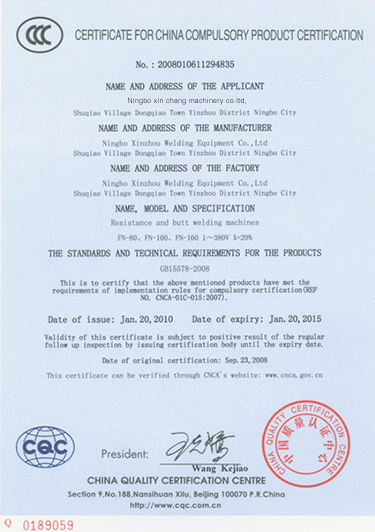 CCC
CERTIFICATE FOR CHINA COMPULSORY PRODUCT CERTIFICATION
No.: 2008010611294835
NAME AND ADDRESS OF THE APPLICANT
Ningbo xin chang machinery co.ltd,
Shuqiao Village Dongqiao Town Yinzhou District Ningbo City
NAME AND ADDRESS OF THE MANUFACTURER
Ningbo Xinzhou Welding Equipment Co.,Ltd
Shuqiao Village Dongqiao Town Yinzhou District Ningbo City
NAME AND ADDRESS OF THE FACTORY
Ningbo Xinzhou Welding Equipment Co.,Ltd
Shuqiao Village Dongqiao Town Yinzhou District Ningbo City
NAME, MODEL AND SPECIFICATION
Resistance and butt welding machines
FN-80、FN-100、FN-160 1~380V X=20%
THE STANDARDS AND TECHNICAL REQUIREMENTS FOR THE PRODUCTS
GB15578-2008
This is to certify that the above mentioned products have met the
requirements of implementation rules for compulsory certification(REF
NO. CNCA-01C-015:2007).
Date of issue: Jan. 20, 2010 Date of expiry: Jan. 20, 2015
Validity of this certificate is subject to positive result of the regular
follow up inspection by issuing certification body until the expiry date.
Date of original certification: Sep. 23, 2008
This certificate can be verified through CNCA's website: www.cnca.gov.cn
CQC
President:
Wang Kejiao
CHINA QUALITY CERTIFICATION CENTRE
中国质量认证中心
CHINA QUALITY CERTIFICATION CENTRE
Section 9,No.188,Nansihuan Xilu, Beijing 100070 P.R.China
http://www.cqc.com.cn
Q 0189059